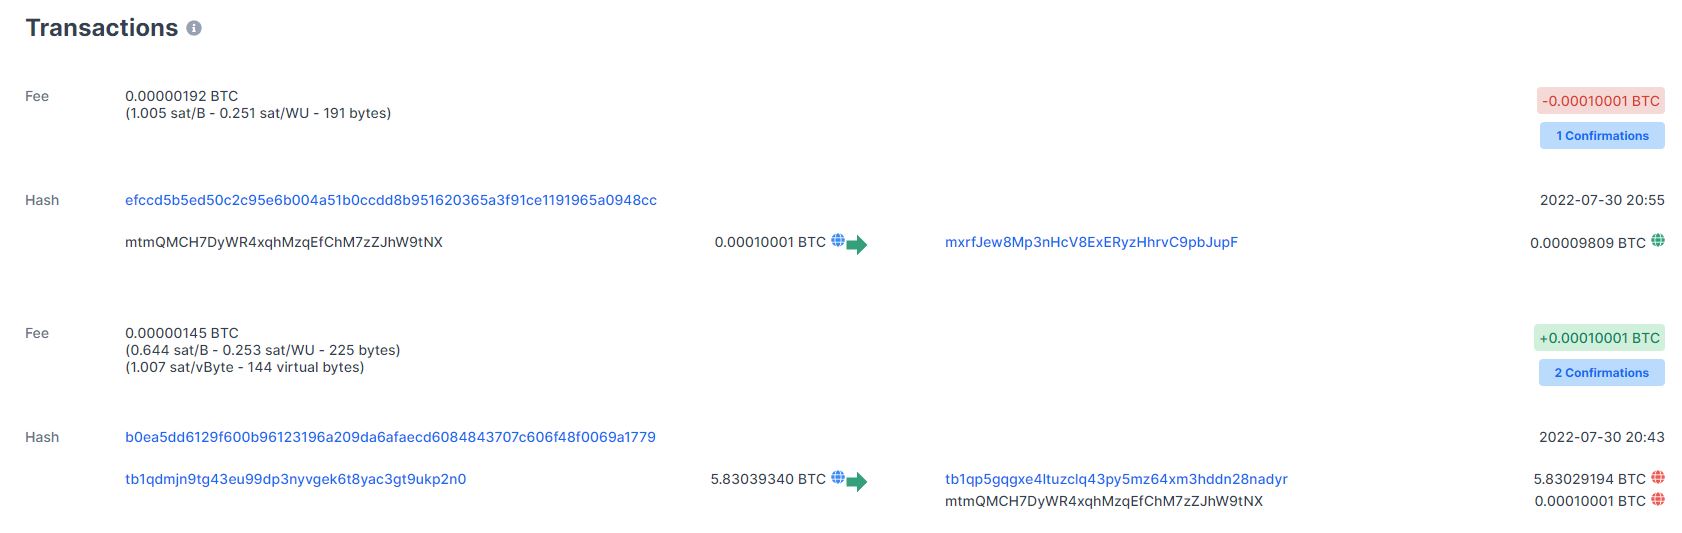 Transactions
Fee 0.00000192 BTC -0.00010001 BTC
(1.005 sat/B - 0.251 sat/WU - 191 bytes)
1 Confirmations
Hash efccd5b5ed50c2c95e6b004a51b0ccdd8b951620365a3f91ce1191965a0948cc 2022-07-30 20:55
mtmQMCH7DyWR4xqhMzqEfChM7zZJhW9tNX 0.00010001 BTC mxrfJew8Mp3nHcV8ExERyzHhrvC9pbJupF 0.00009809 BTC
Fee 0.00000145 BTC +0.00010001 BTC
(0.644 sat/B - 0.253 sat/WU - 225 bytes)
(1.007 sat/vByte - 144 virtual bytes) 2 Confirmations
Hash b0ea5dd6129f600b96123196a209da6afaecd6084843707c606f48f0069a1779 2022-07-30 20:43
tb1qdmjn9tg43eu99dp3nyvgek6t8yac3gt9ukp2n0 5.83039340 BTC tb1qp5gqgxe4ltuzclq43py5mz64xm3hddn28nadyr 5.83029194 BTC
mtmQMCH7DyWR4xqhMzqEfChM7zZJhW9tNX 0.00010001 BTC